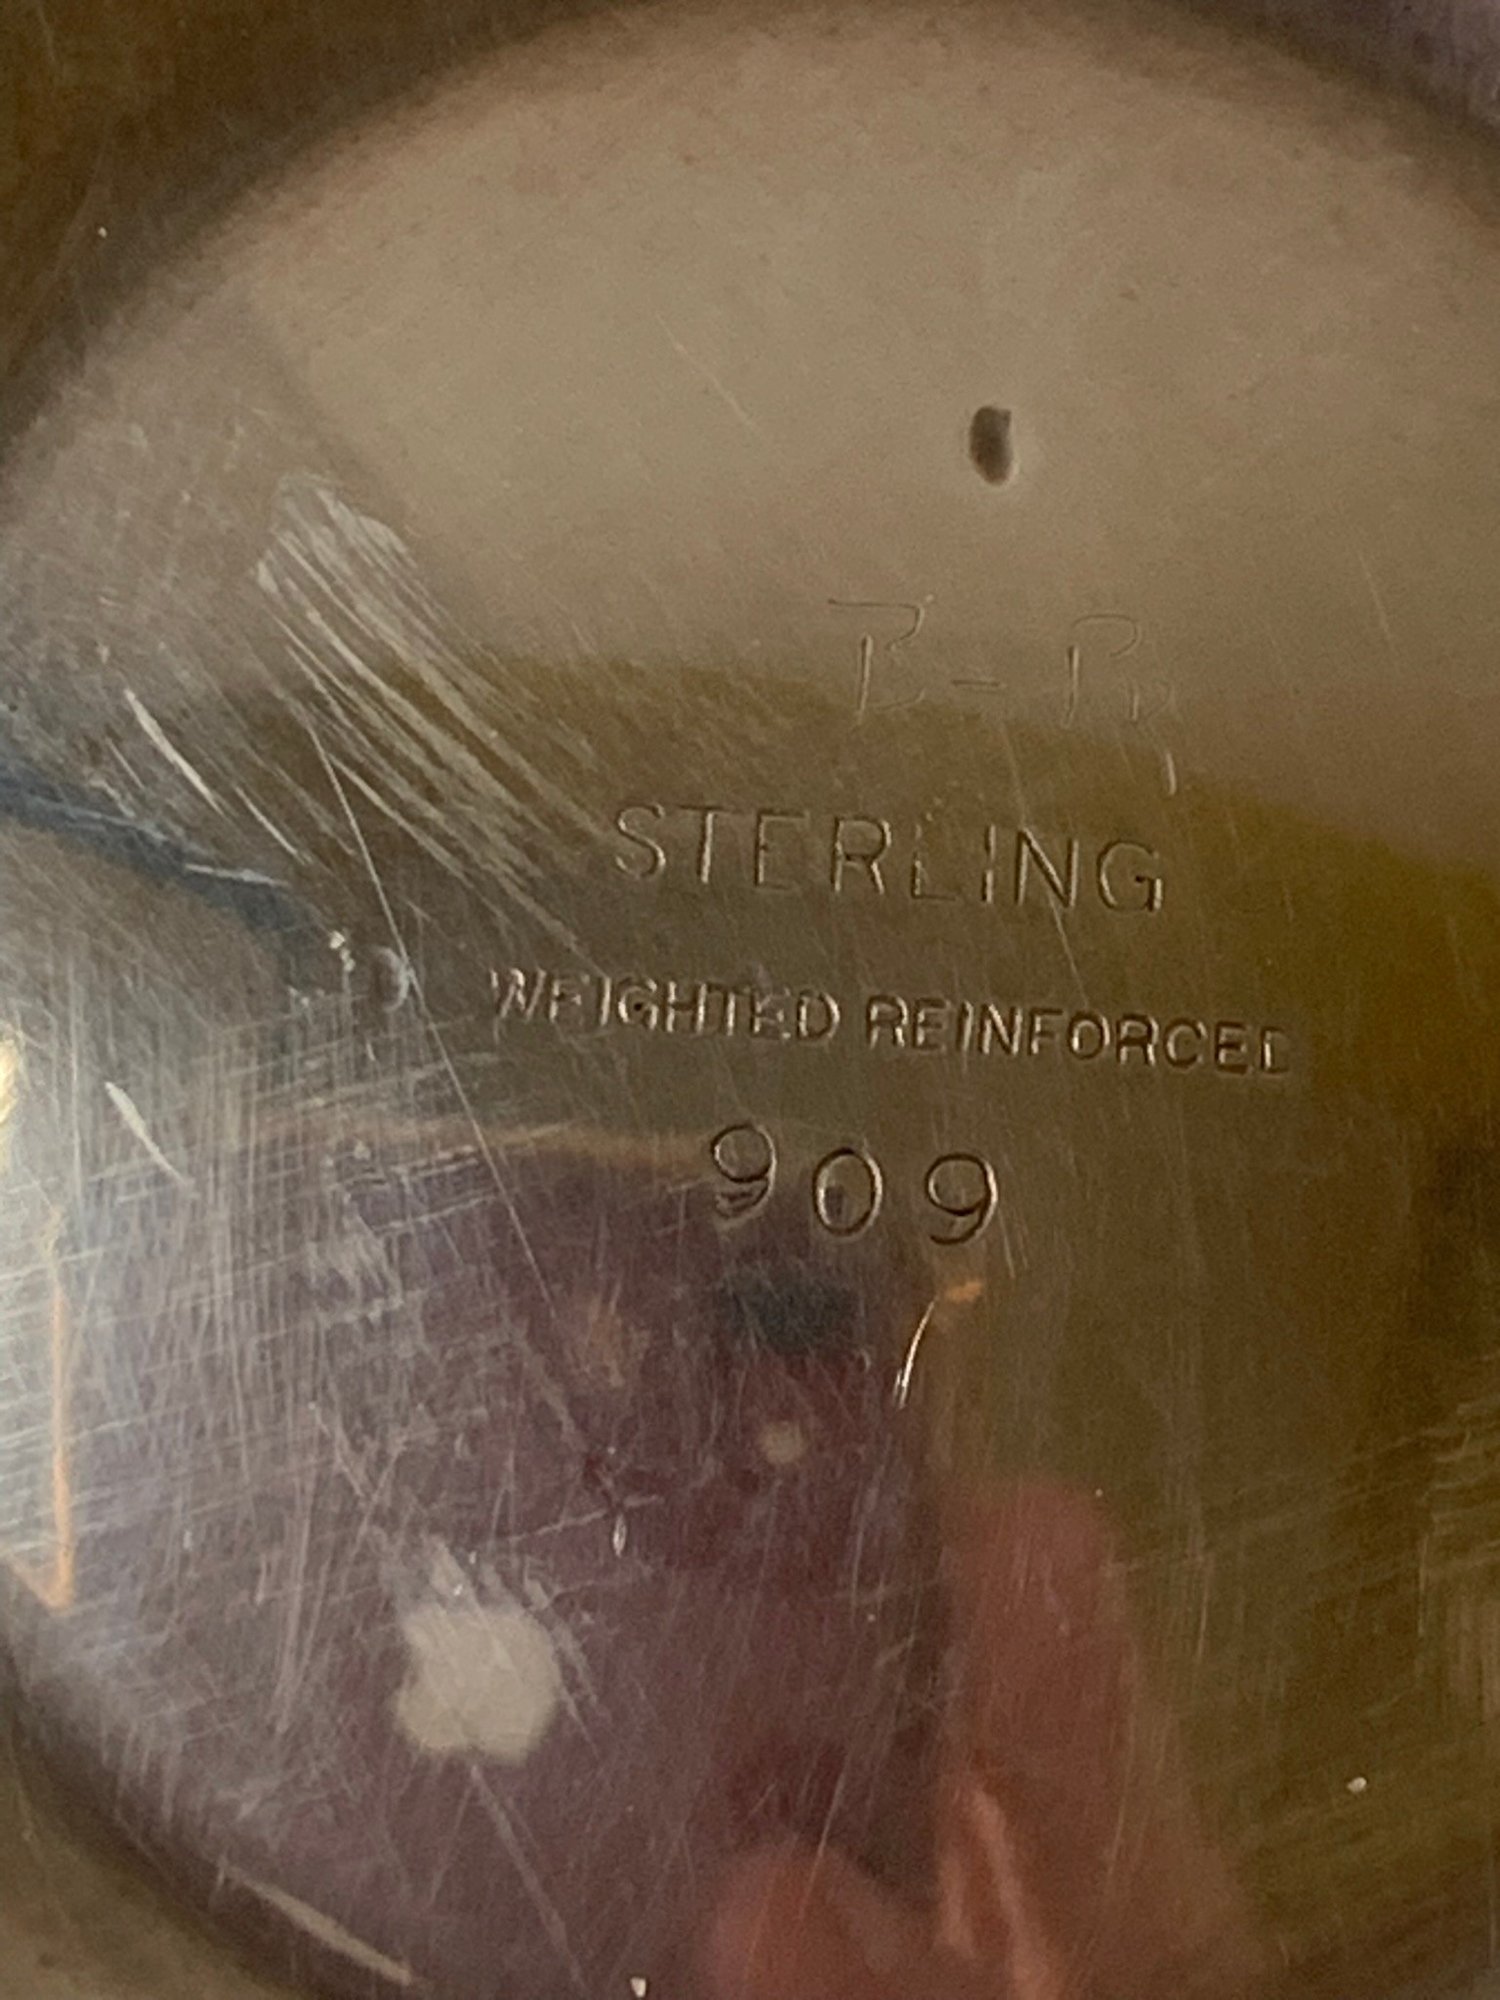 STERLING
WEIGHTED REINFORCED
909